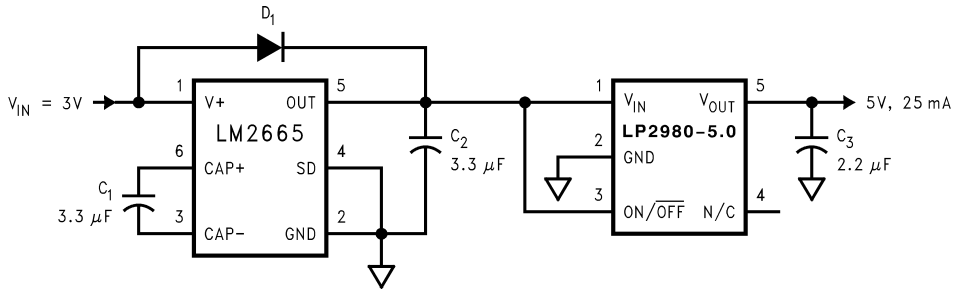 D1
VIN = 3V
1
V+
OUT
5
LM2665
6
CAP+
SD
4
C1
3.3 μF
3
CAP-
GND
2
C2
3.3 μF
1
VIN
VOUT
5
LP2980-5.0
2
GND
3
ON/OFF
N/C
4
5V, 25 mA
C3
2.2 μF